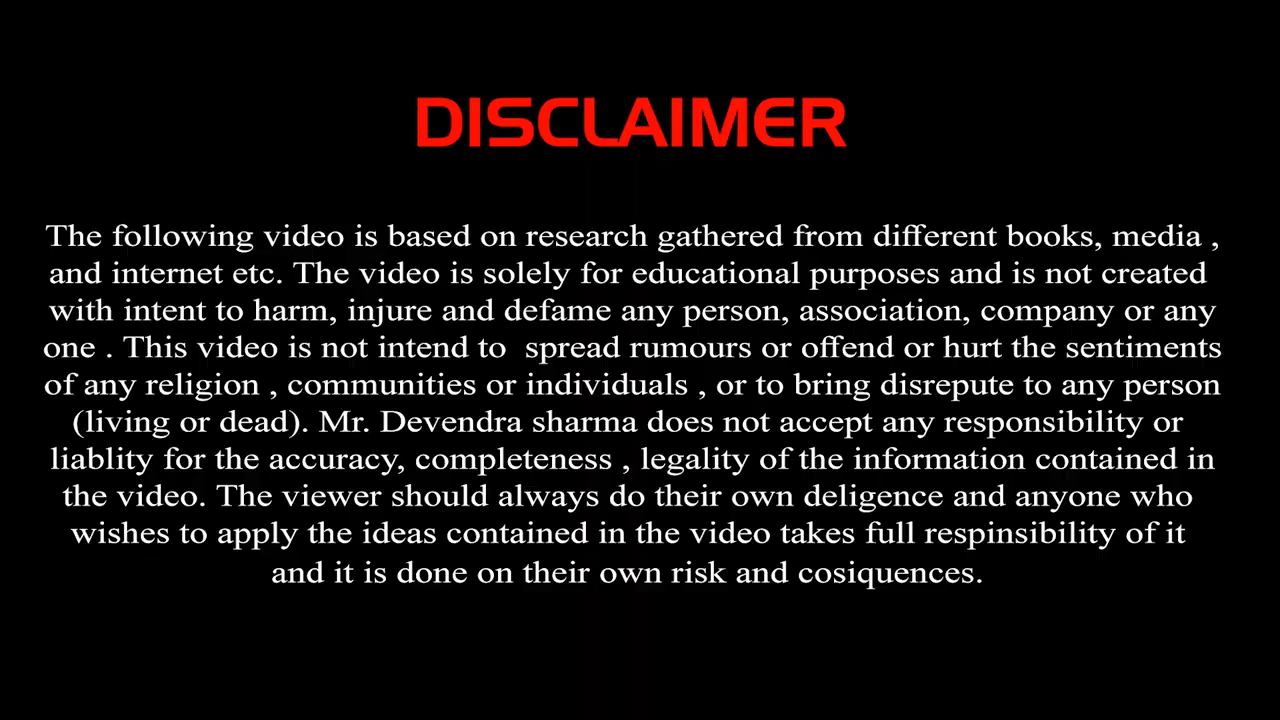 DISCLAIMER
The following video is based on research gathered from different books, media ,
and internet etc. The video is solely for educational purposes and is not created
with intent to harm, injure and defame any person, association, company or any
one . This video is not intend to  spread rumours or offend or hurt the sentiments
of any religion , communities or individuals , or to bring disrepute to any person
(living or dead). Mr. Devendra sharma does not accept any responsibility or
liablity for the accuracy, completeness , legality of the information contained in
the video. The viewer should always do their own deligence and anyone who
wishes to apply the ideas contained in the video takes full respinsibility of it
and it is done on their own risk and cosiquences.